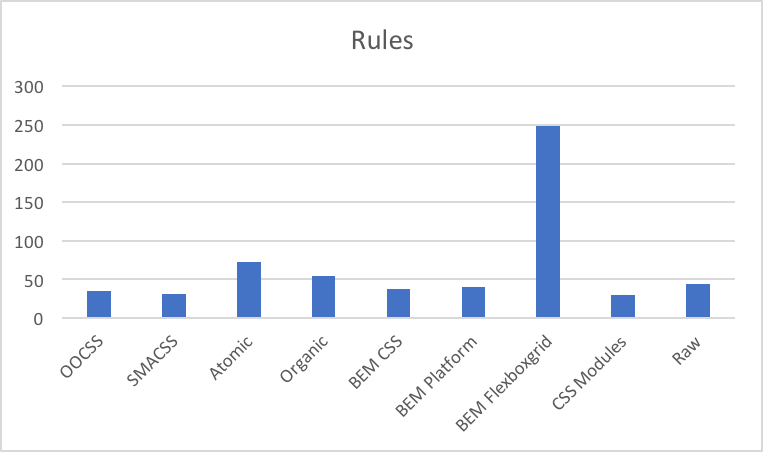 Rules
300
250
200
150
100
50
0
OOCSS
SMACSS
Atomic
Organic
BEM CSS
BEM Platform
BEM Flexboxgrid
CSS Modules
Raw